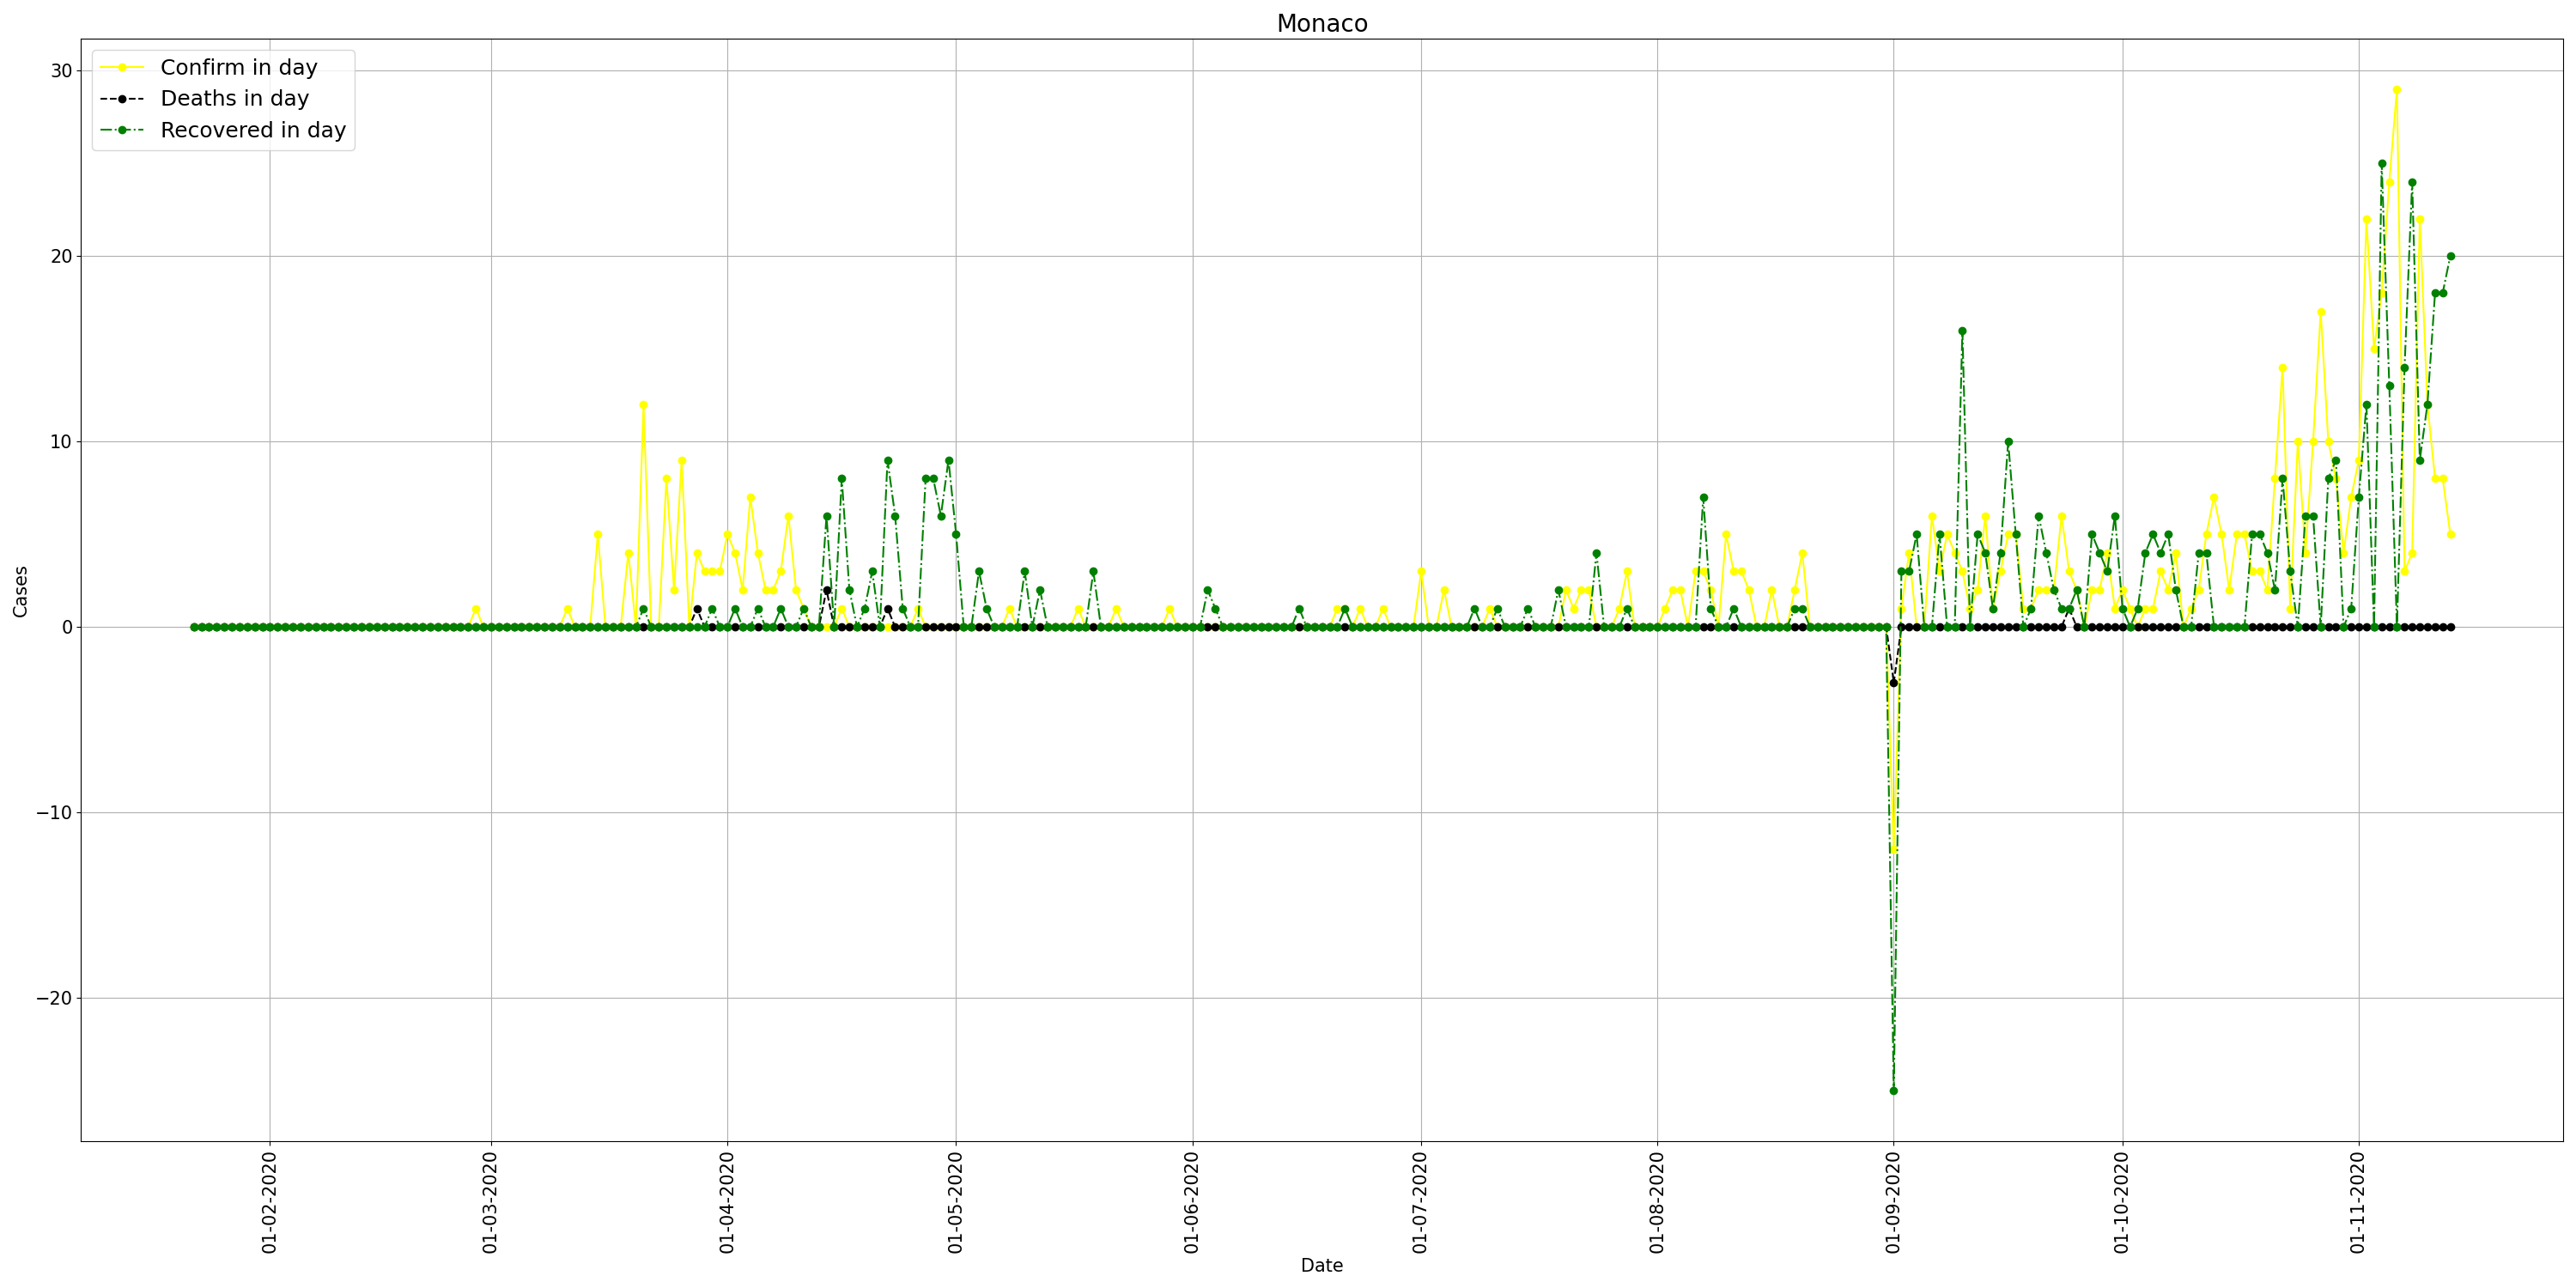 Monaco
Confirm in day
Deaths in day
Recovered in day
30
20
10
0
−10
−20
Cases
01-02-2020
01-03-2020
01-04-2020
01-05-2020
01-06-2020
01-07-2020
01-08-2020
01-09-2020
01-10-2020
01-11-2020
Date